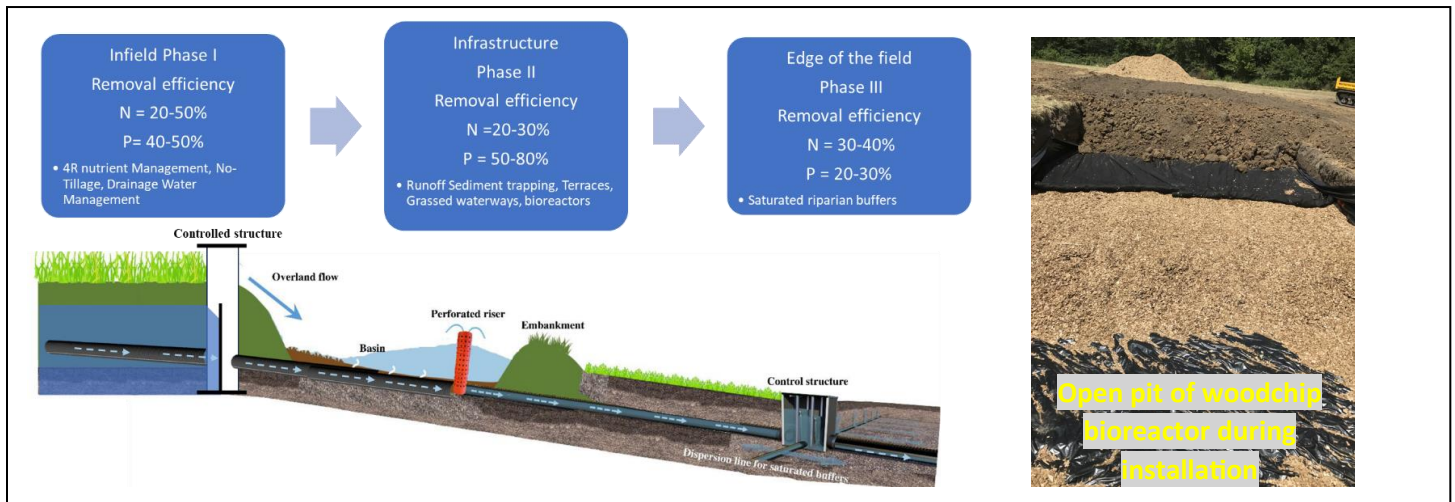 Infield Phase I
Removal efficiency
N = 20-50%
P= 40-50%
• 4R nutrient Management, No-
Tillage, Drainage Water
Management
Infrastructure
Phase II
Removal efficiency
N =20-30%
P = 50-80%
• Runoff Sediment trapping, Terraces,
Grassed waterways, bioreactors
Edge of the field
Phase III
Removal efficiency
N = 30-40%
P = 20-30%
• Saturated riparian buffers
Controlled structure
Overland flow
Perforated riser
Embankment
Basin
Control structure
Dispersion line for saturated buffers
Open pit of woodchip
bioreactor during
installation